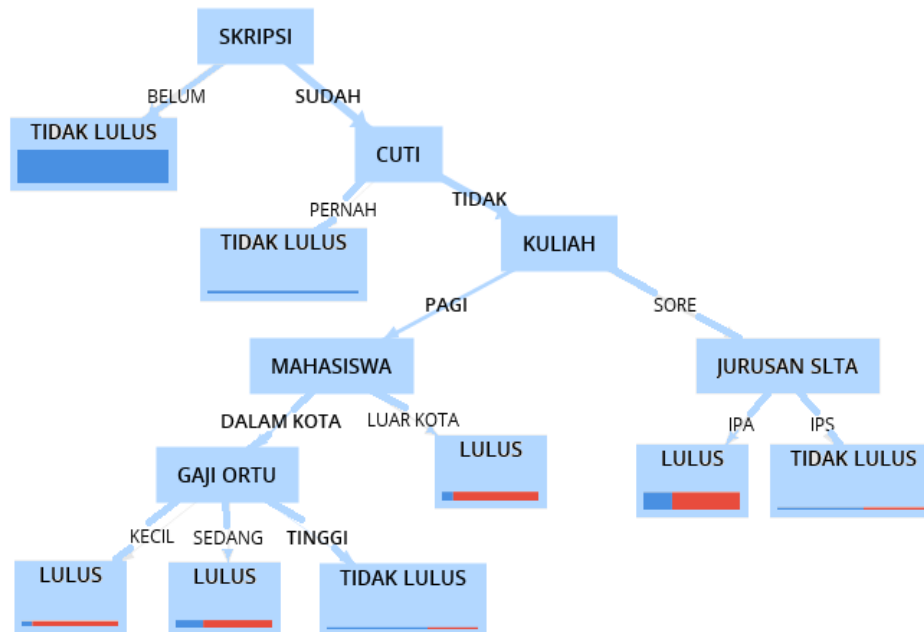 SKRIPSI
BELUM
SUDAH
TIDAK LULUS
CUTI
PERNAH
TIDAK
TIDAK LULUS
KULIAH
PAGI
SORE
MAHASISWA
JURUSAN SLTA
DALAM KOTA
LUAR KOTA
IPA
IPS
GAJI ORTU
LULUS
LULUS
TIDAK LULUS
KECIL
SEDANG
TINGGI
LULUS
LULUS
TIDAK LULUS